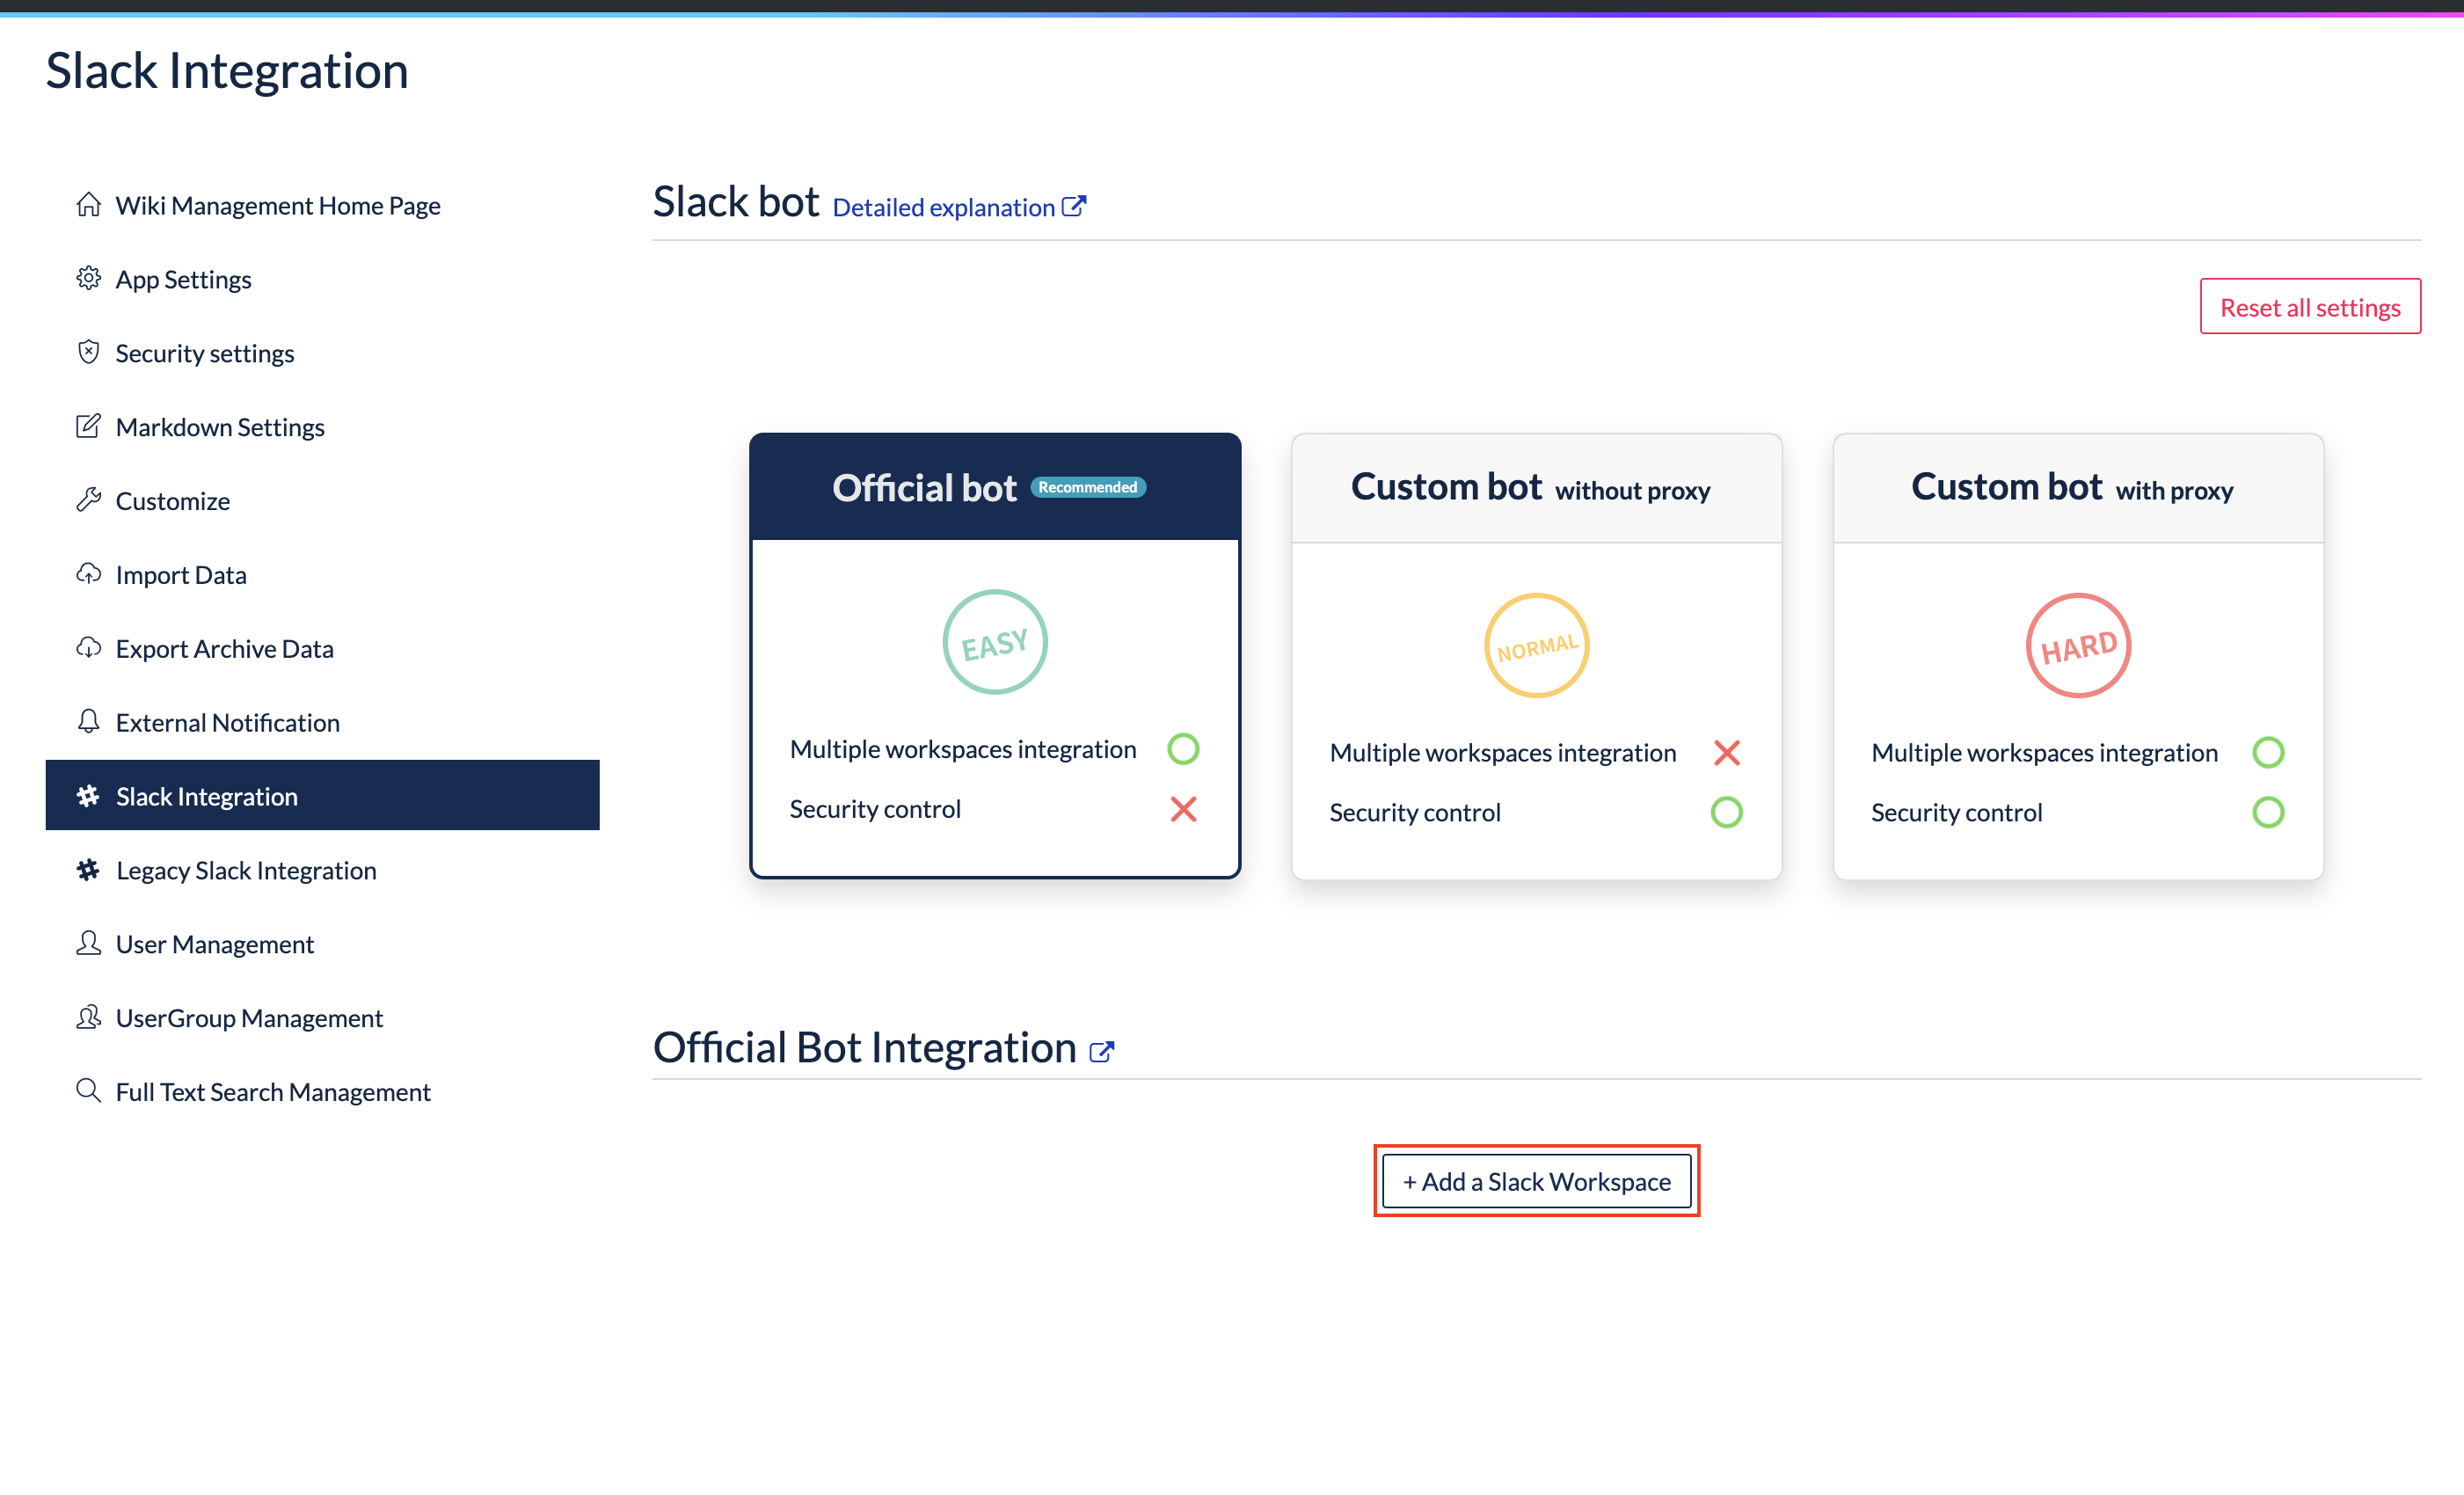 Slack Integration
Wiki Management Home Page
App Settings
Security settings
Markdown Settings
Customize
Import Data
Export Archive Data
External Notification
Slack Integration
Legacy Slack Integration
User Management
UserGroup Management
Full Text Search Management
Slack bot Detailed explanation
Reset all settings
Official bot Recommended
EASY
Multiple workspaces integration
Security control
Custom bot without proxy
NORMAL
Multiple workspaces integration
Security control
Custom bot with proxy
HARD
Multiple workspaces integration
Security control
Official Bot Integration
+ Add a Slack Workspace